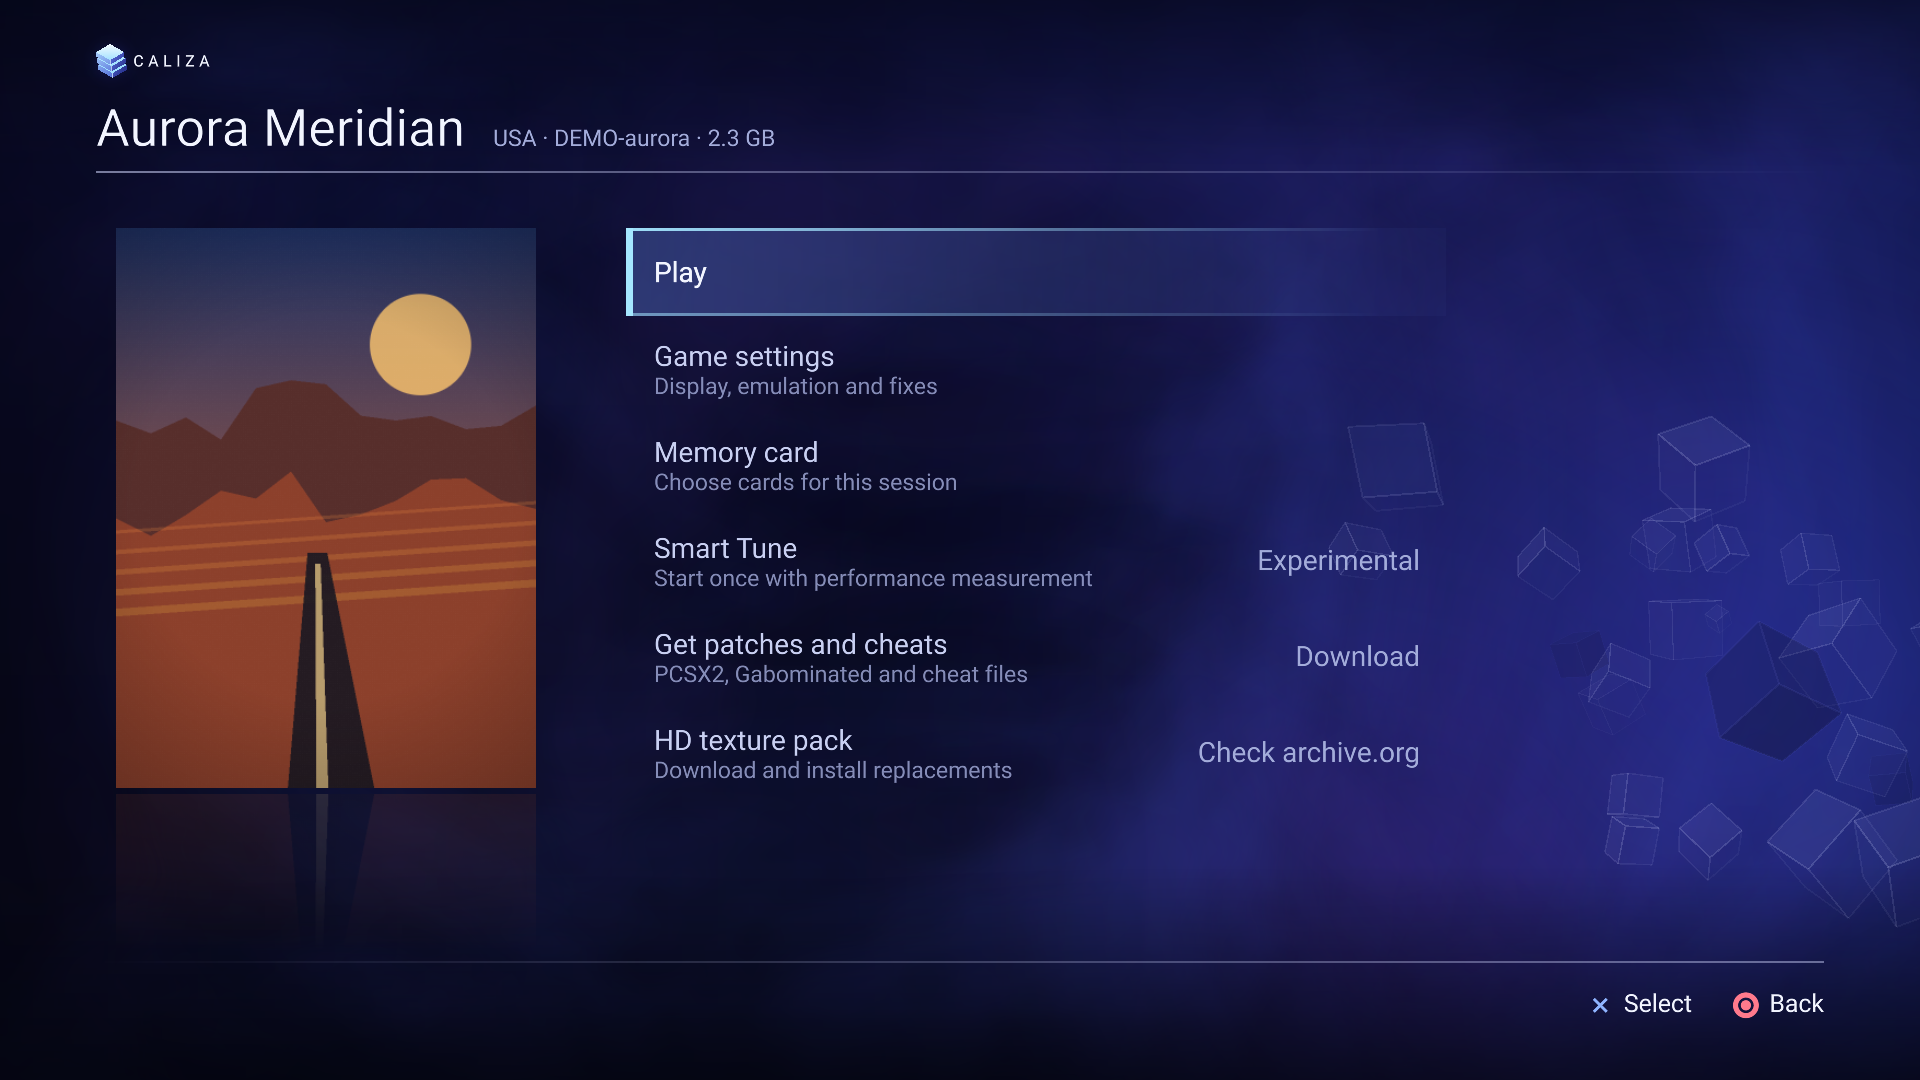 CALIZA
Aurora Meridian
USA · DEMO-aurora · 2.3 GB
Play
Game settings
Display, emulation and fixes
Memory card
Choose cards for this session
Smart Tune
Start once with performance measurement
Experimental
Get patches and cheats
PCSX2, Gabominated and cheat files
Download
HD texture pack
Download and install replacements
Check archive.org
Select
Back